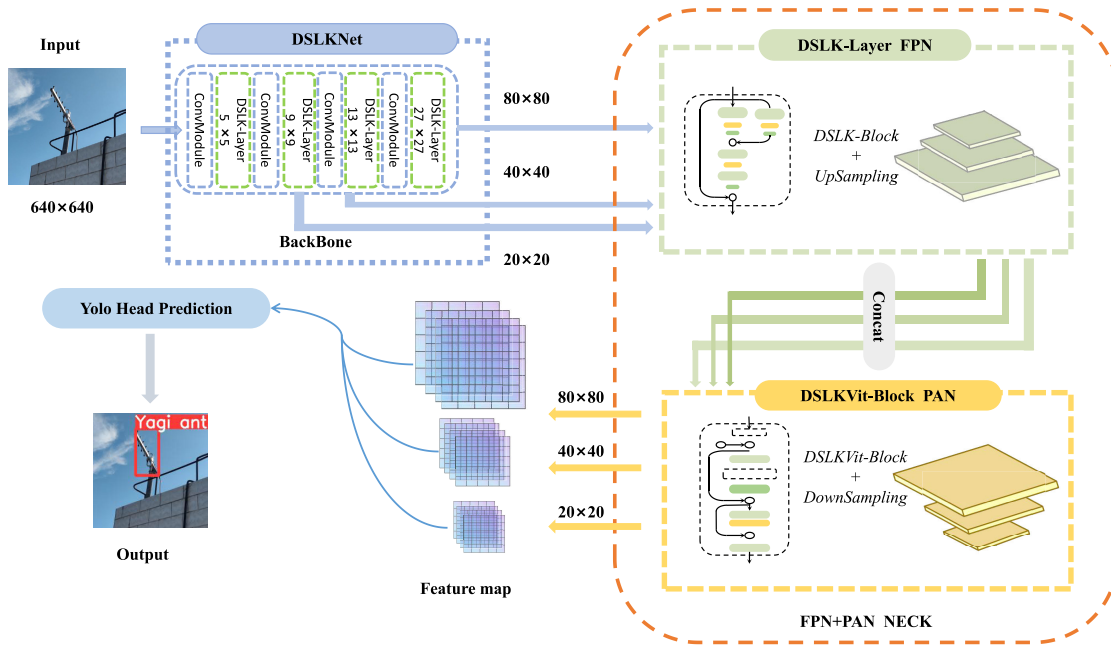 Input
640×640
DSLKNet
ConvModule
DSLK-Layer
5 ×5
ConvModule
DSLK-Layer
9 ×9
ConvModule
DSLK-Layer
13 ×13
ConvModule
DSLK-Layer
27 ×27
BackBone
80×80
40×40
20×20
DSLK-Layer FPN
DSLK-Block
+
UpSampling
Concat
DSLKVit-Block PAN
DSLKVit-Block
+
DownSampling
FPN+PAN NECK
80×80
40×40
20×20
Feature map
Yolo Head Prediction
Yagi ant
Output